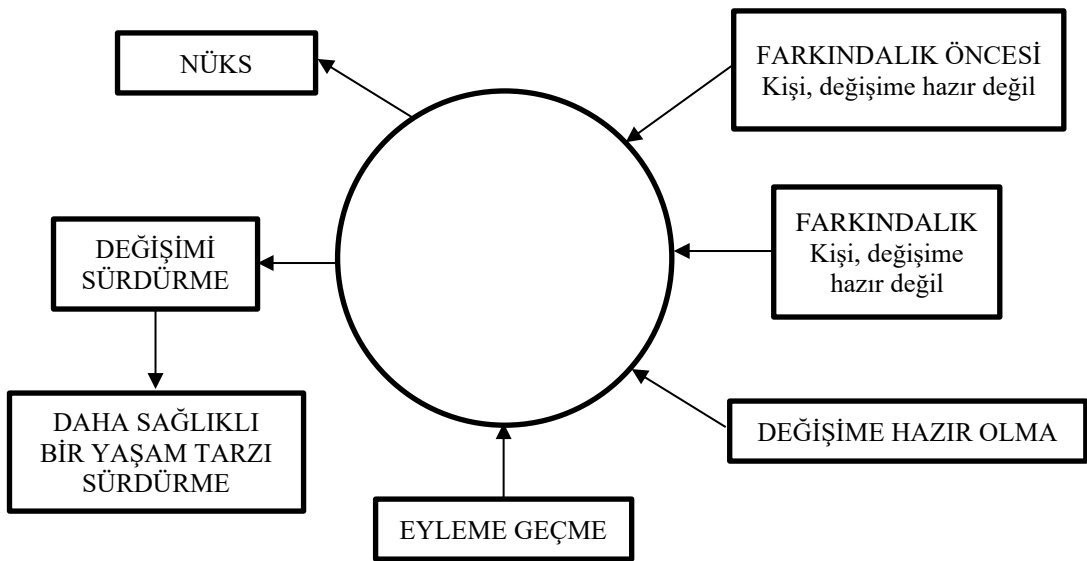 NÜKS
FARKINDALIK ÖNCESİ
Kişi, değişime hazır değil
FARKINDALIK
Kişi, değişime
hazır değil
DEĞİŞİMİ
SÜRDÜRME
DAHA SAĞLIKLI
BİR YAŞAM TARZI
SÜRDÜRME
DEĞİŞİME HAZIR OLMA
EYLEME GEÇME